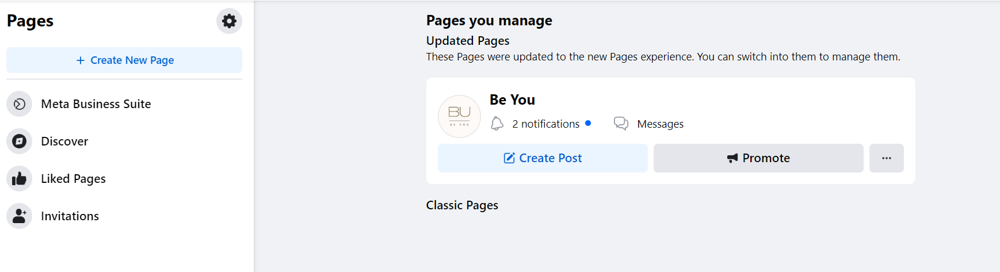 Pages
+ Create New Page
Meta Business Suite
Discover
Liked Pages
Invitations
Pages you manage
Updated Pages
These Pages were updated to the new Pages experience. You can switch into them to manage them.
BU
BE YOU
Be You
2 notifications
Messages
Create Post
Promote
...
Classic Pages